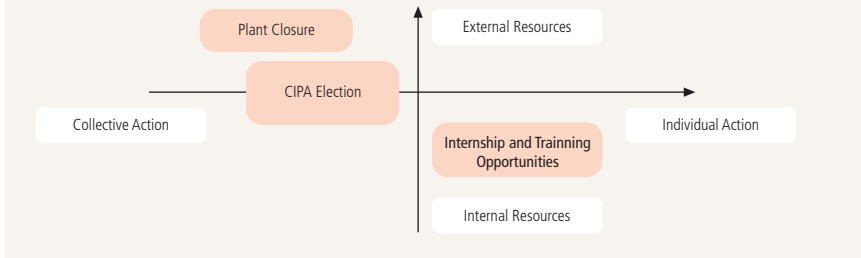 Plant Closure
External Resources
CIPA Election
Collective Action
Individual Action
Internship and Trainning
Opportunities
Internal Resources